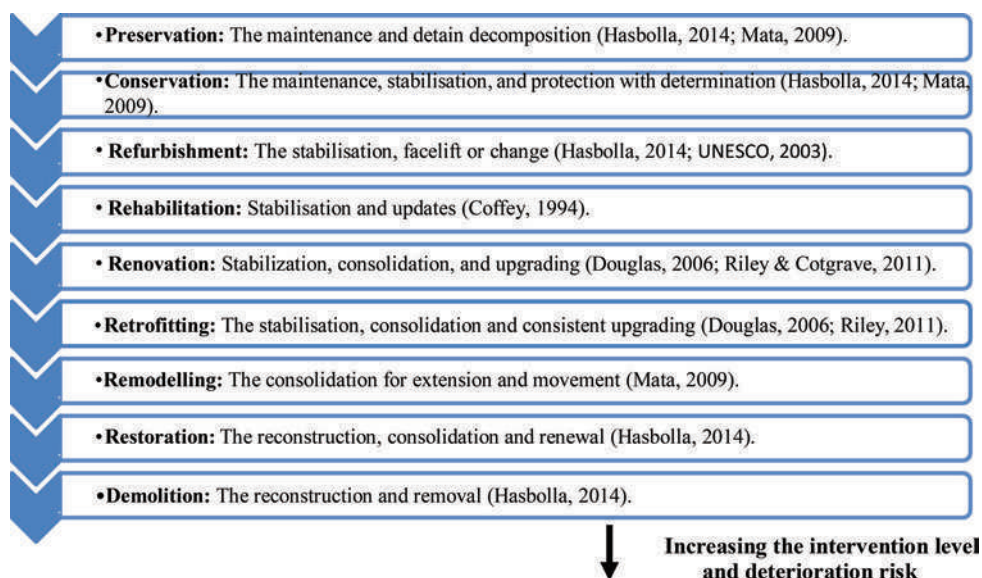 •Preservation: The maintenance and detain decomposition (Hasbolla, 2014; Mata, 2009).
•Conservation: The maintenance, stabilisation, and protection with determination (Hasbolla, 2014; Mata,
2009).
• Refurbishment: The stabilisation, facelift or change (Hasbolla, 2014; UNESCO, 2003).
• Rehabilitation: Stabilisation and updates (Coffey, 1994).
• Renovation: Stabilization, consolidation, and upgrading (Douglas, 2006; Riley & Cotgrave, 2011).
•Retrofitting: The stabilisation, consolidation and consistent upgrading (Douglas, 2006; Riley, 2011).
•Remodelling: The consolidation for extension and movement (Mata, 2009).
•Restoration: The reconstruction, consolidation and renewal (Hasbolla, 2014).
•Demolition: The reconstruction and removal (Hasbolla, 2014).
Increasing the intervention level
and deterioration risk